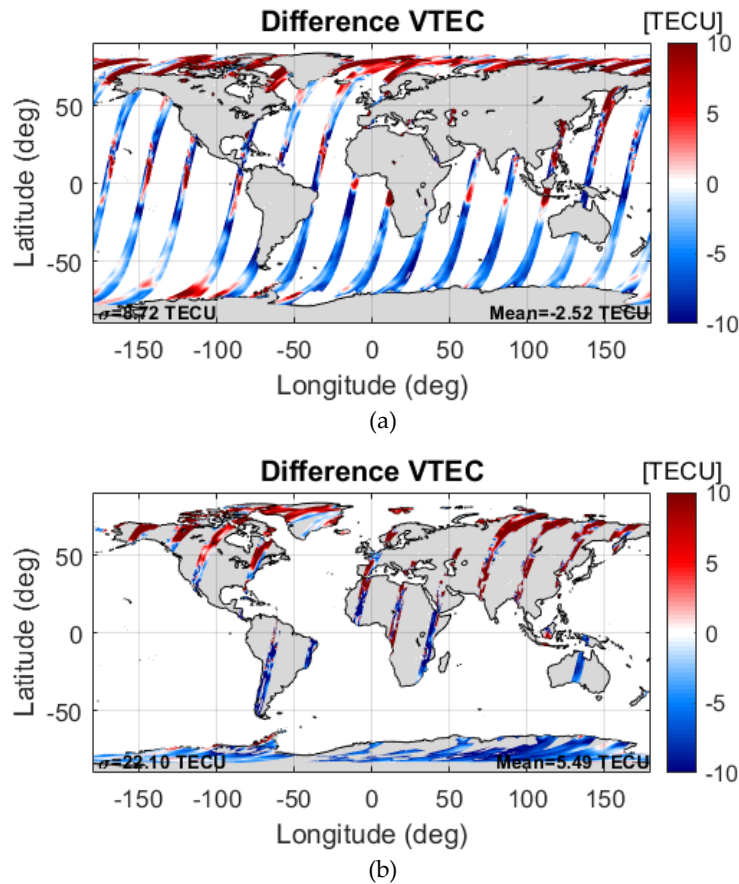 Difference VTEC
[TECU]
10
5
0
-5
-10
50
0
-50
Latitude (deg)
σ=8.72 TECU
Mean=-2.52 TECU
-150 -100 -50 0 50 100 150
Longitude (deg)
(a)
Difference VTEC
[TECU]
10
5
0
-5
-10
50
0
-50
Latitude (deg)
σ=22.10 TECU
Mean=5.49 TECU
-150 -100 -50 0 50 100 150
Longitude (deg)
(b)